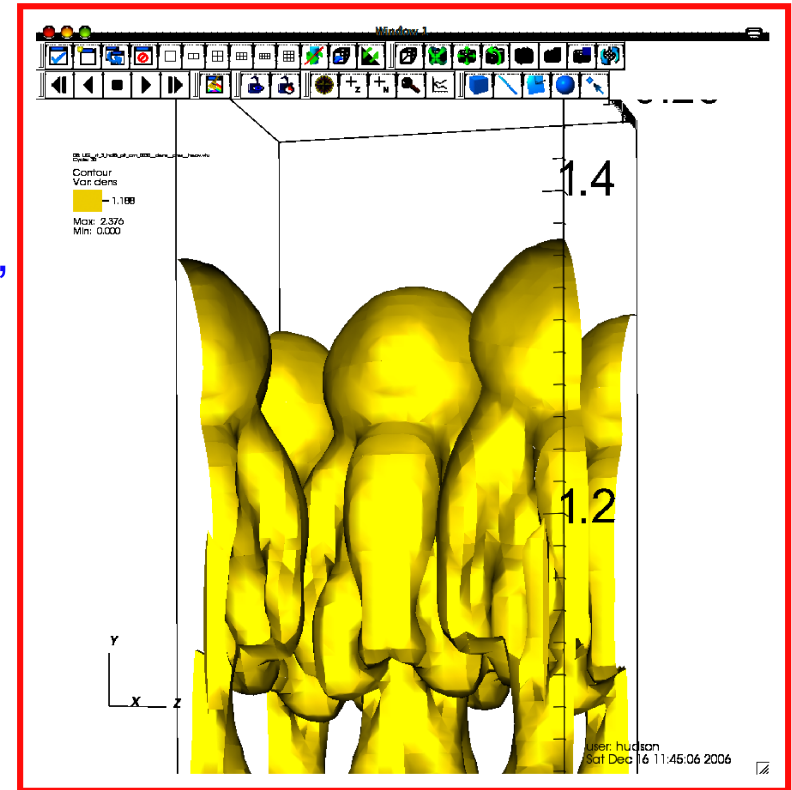 Window 1
Contour
Var: dens
1.188
Max: 2.376
Min: 0.000
1.4
1.2
Y
X
Z
user: hudson
Sat Dec 16 11:45:06 2006
,